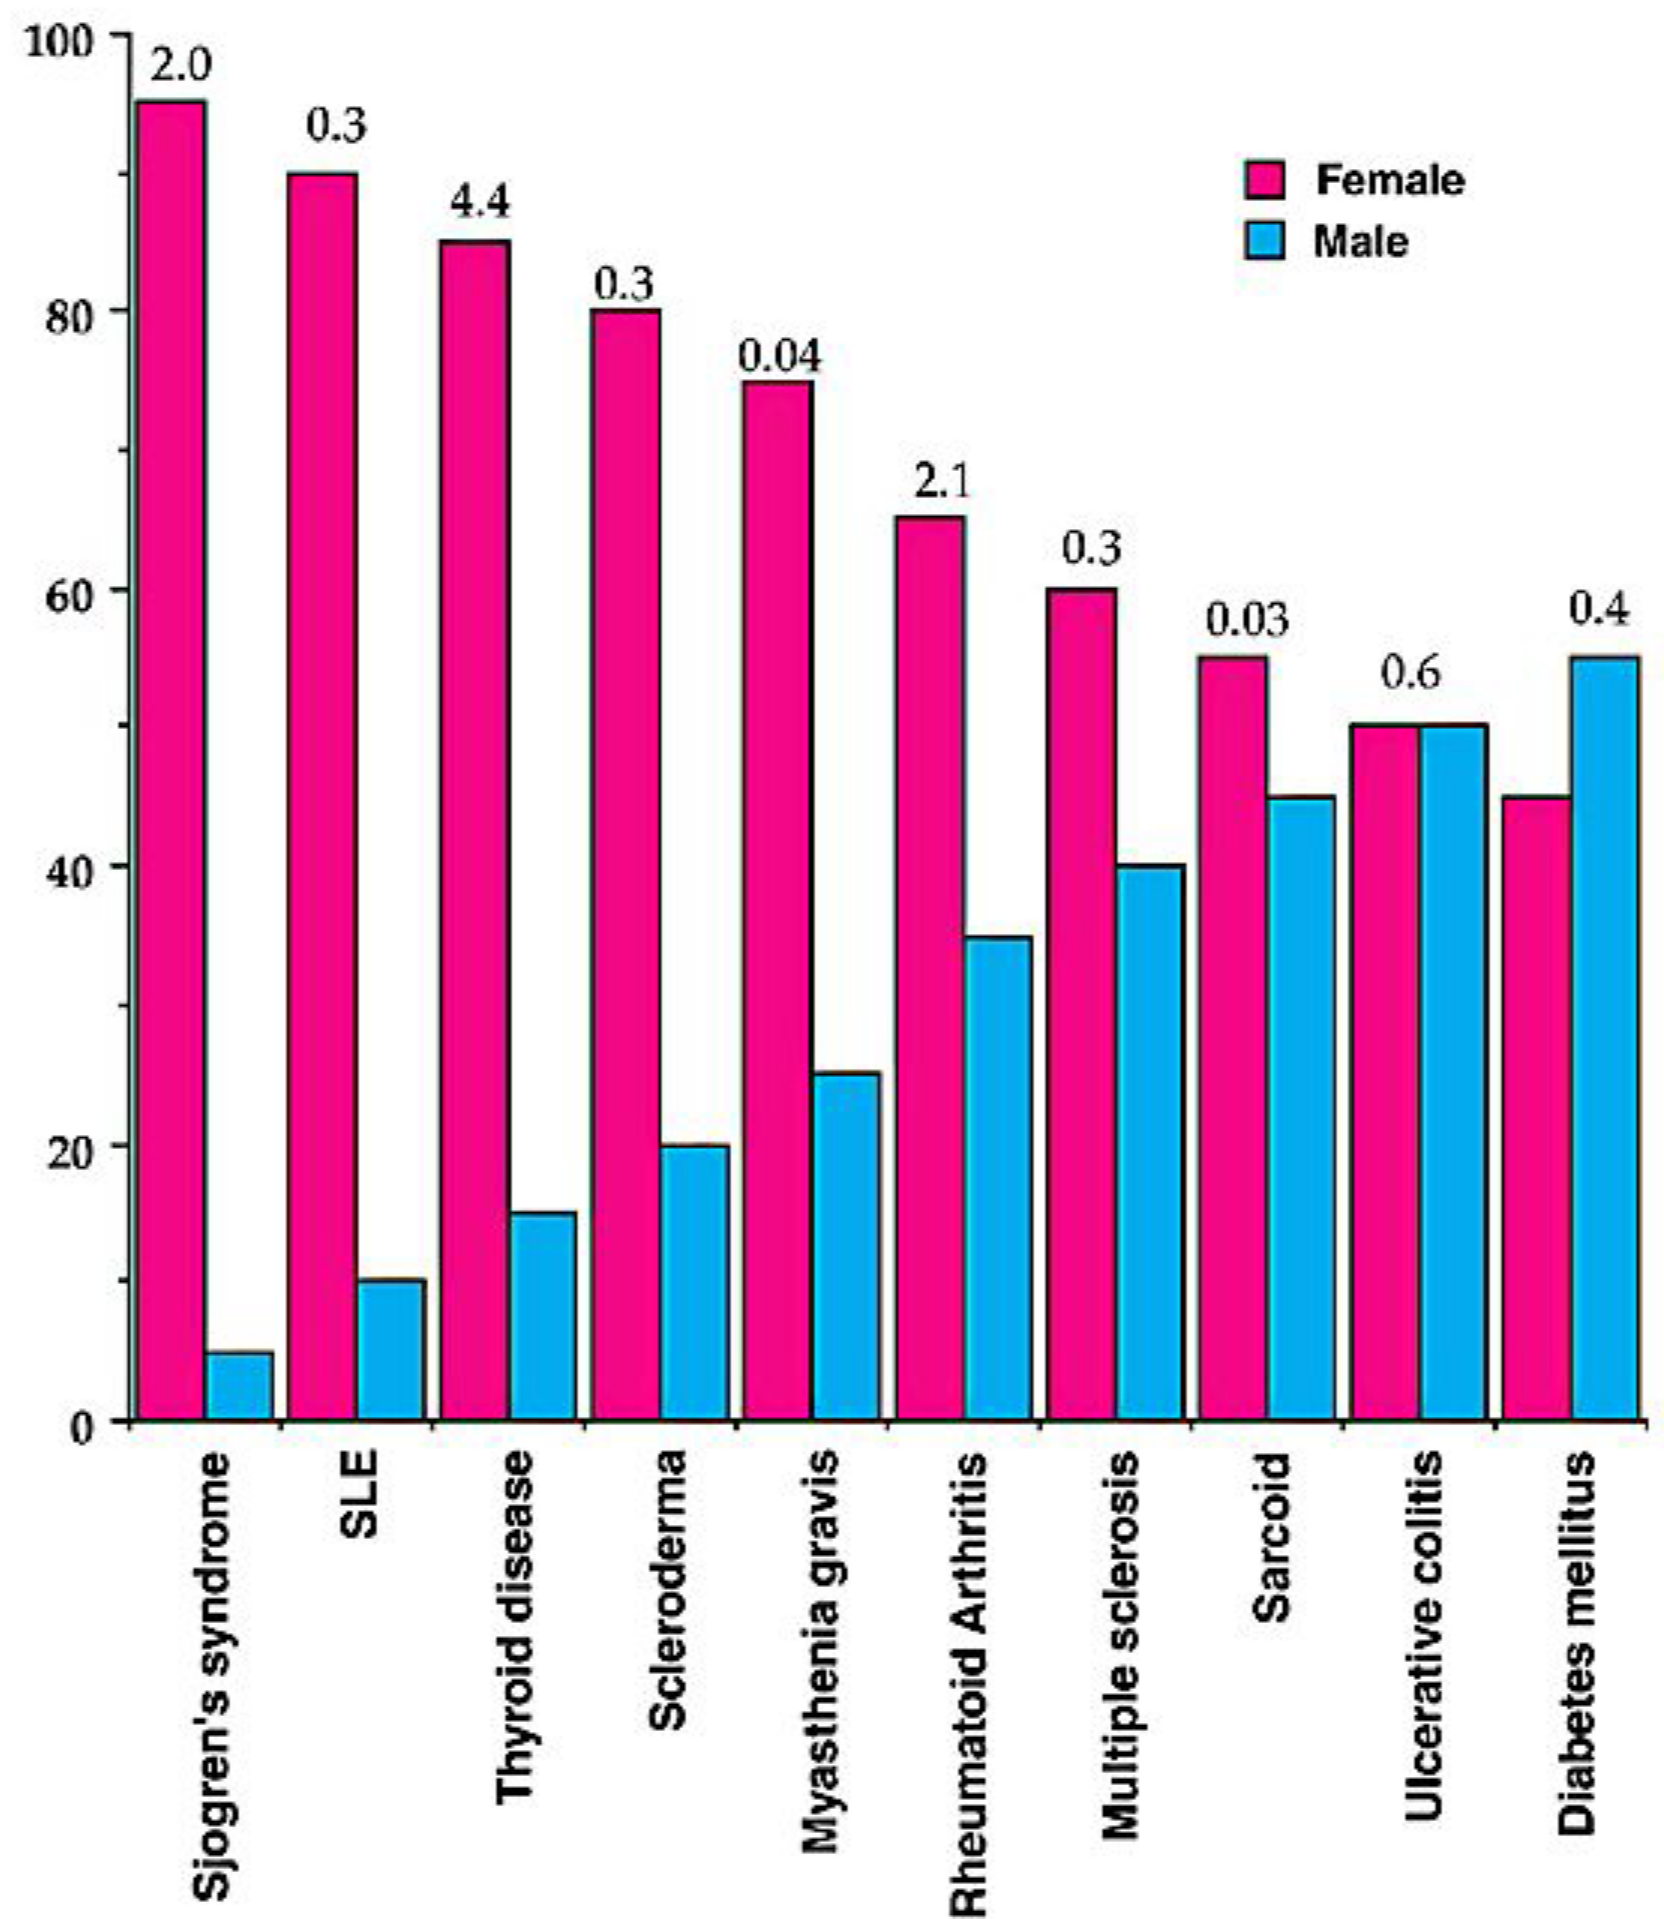 100
80
60
40
20
0
2.0
0.3
4.4
0.3
0.04
2.1
0.3
0.03
0.6
0.4
Female
Male
Sjogren's syndrome
SLE
Thyroid disease
Scleroderma
Myasthenia gravis
Rheumatoid Arthritis
Multiple sclerosis
Sarcoid
Ulcerative colitis
Diabetes mellitus